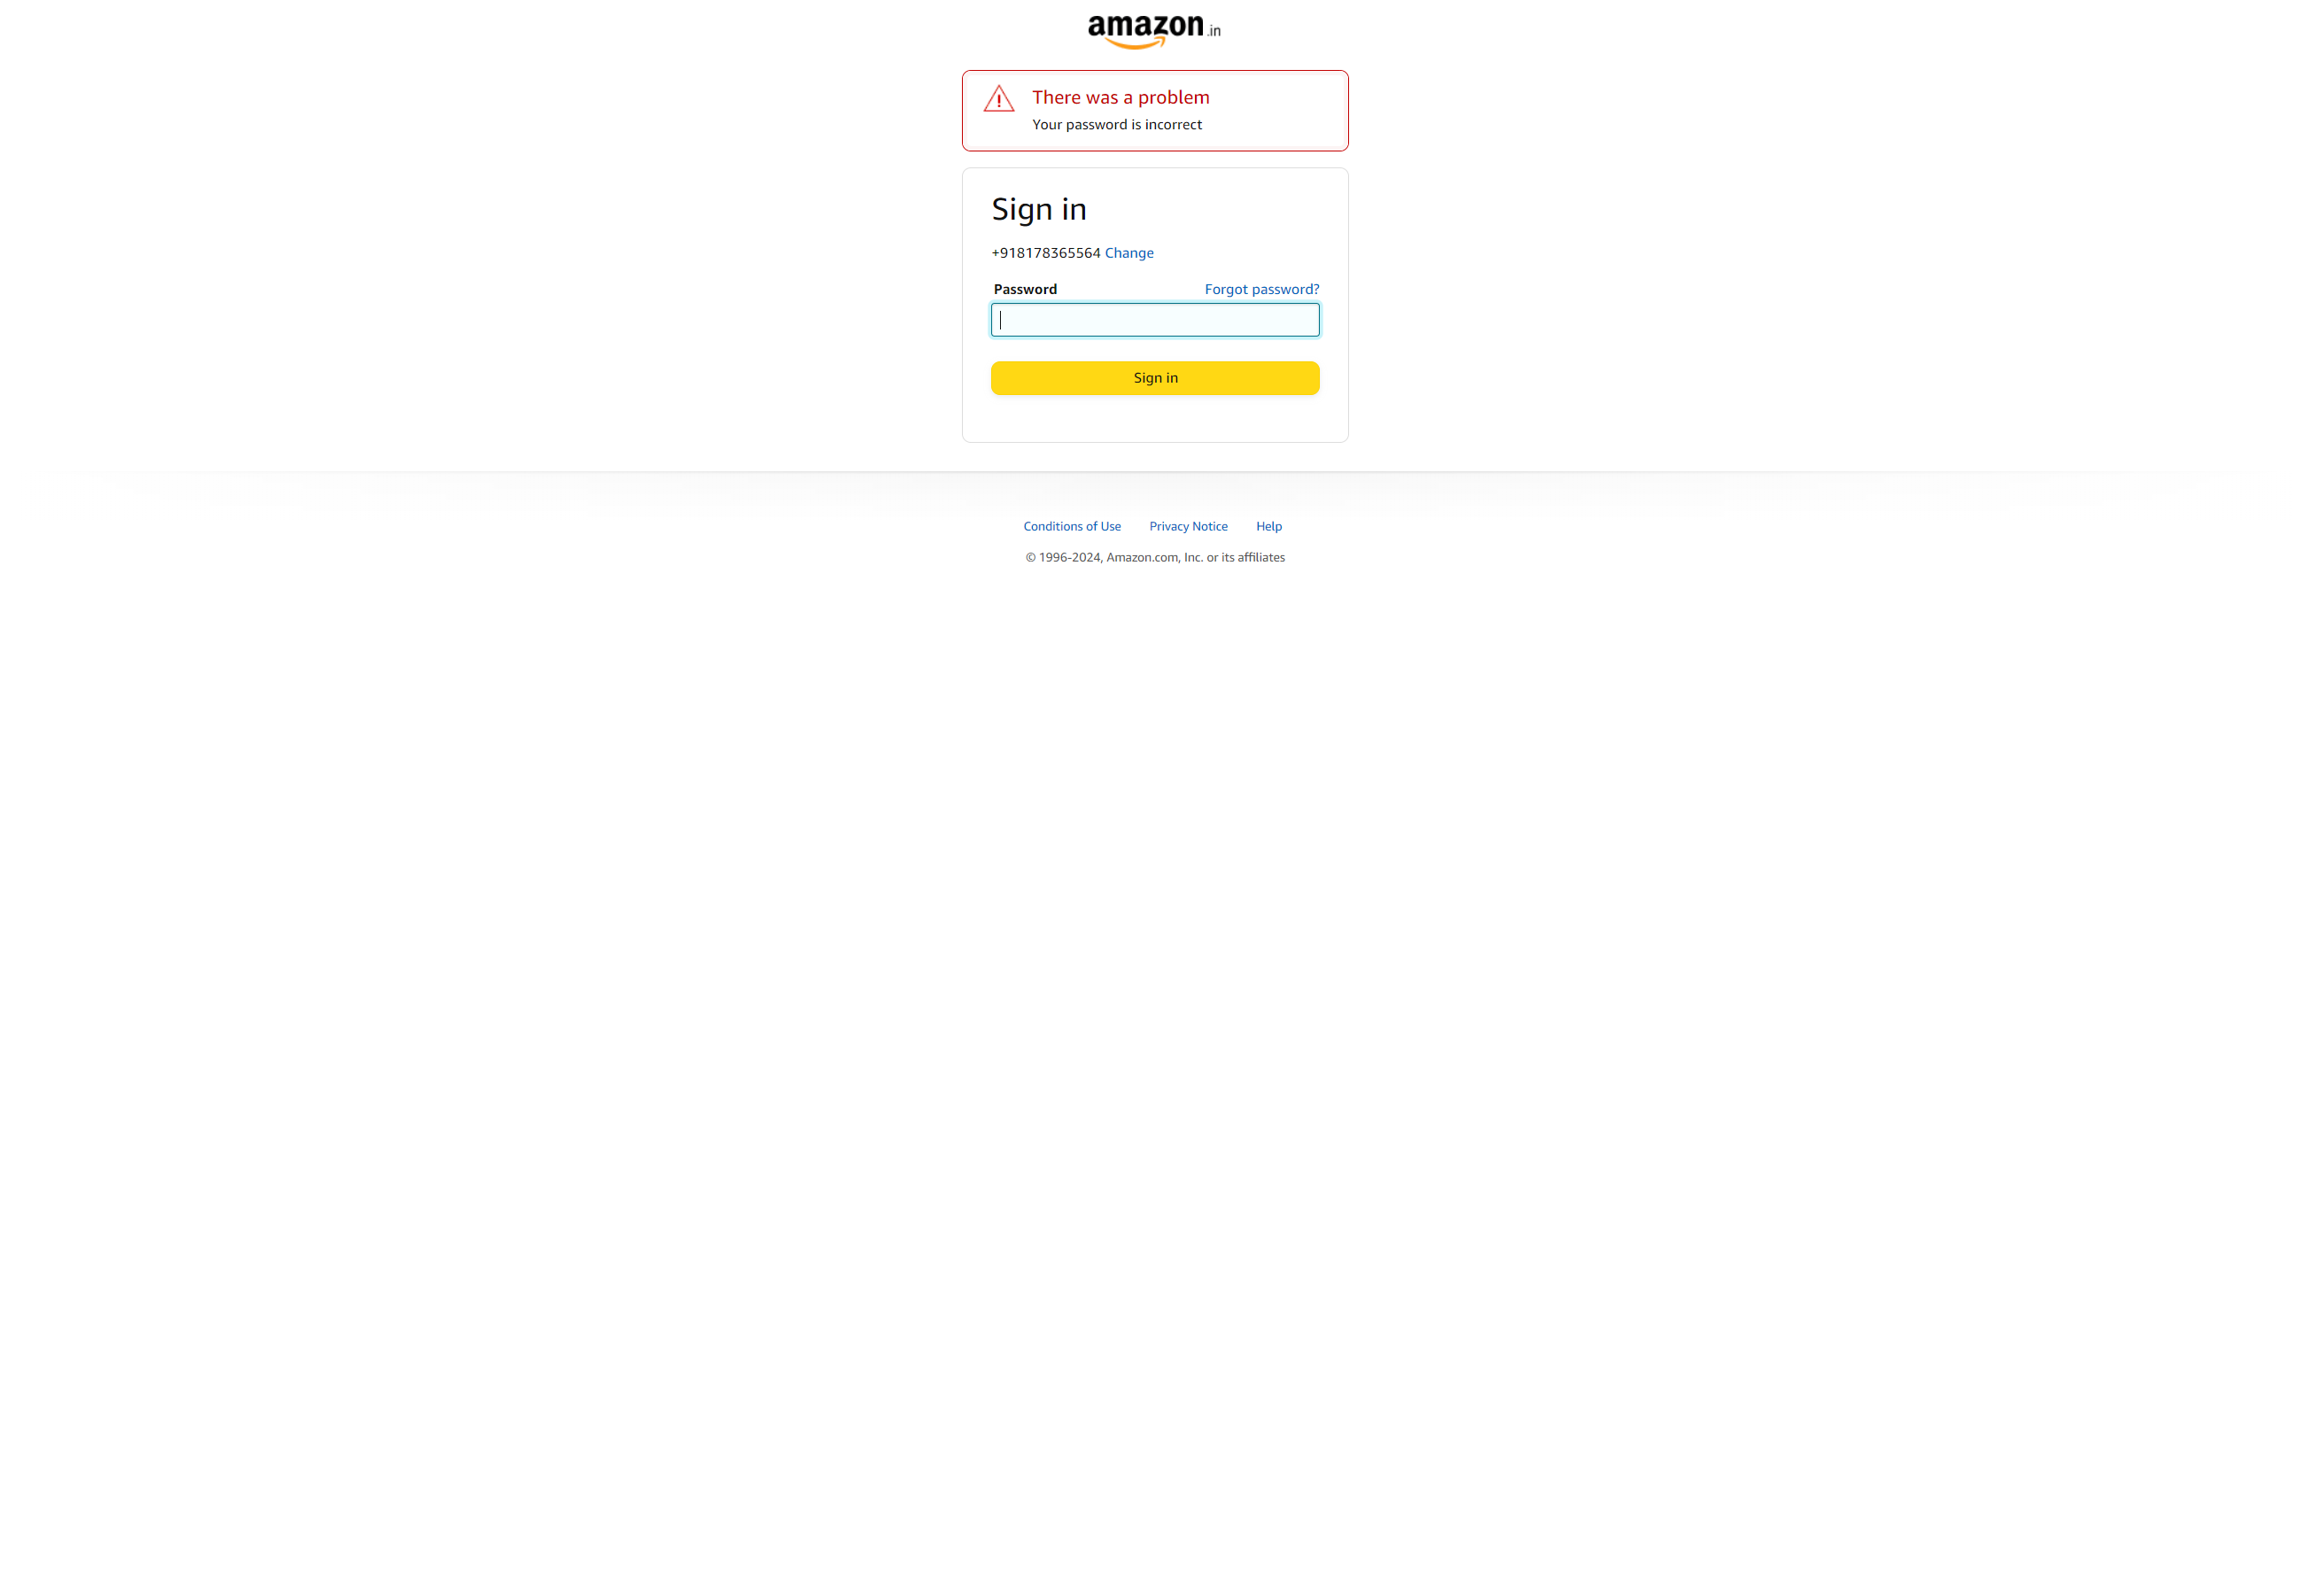 amazon.in
There was a problem
Your password is incorrect
Sign in
+918178365564 Change
Password Forgot password?
Sign in
Conditions of Use Privacy Notice Help
© 1996-2024, Amazon.com, Inc. or its affiliates